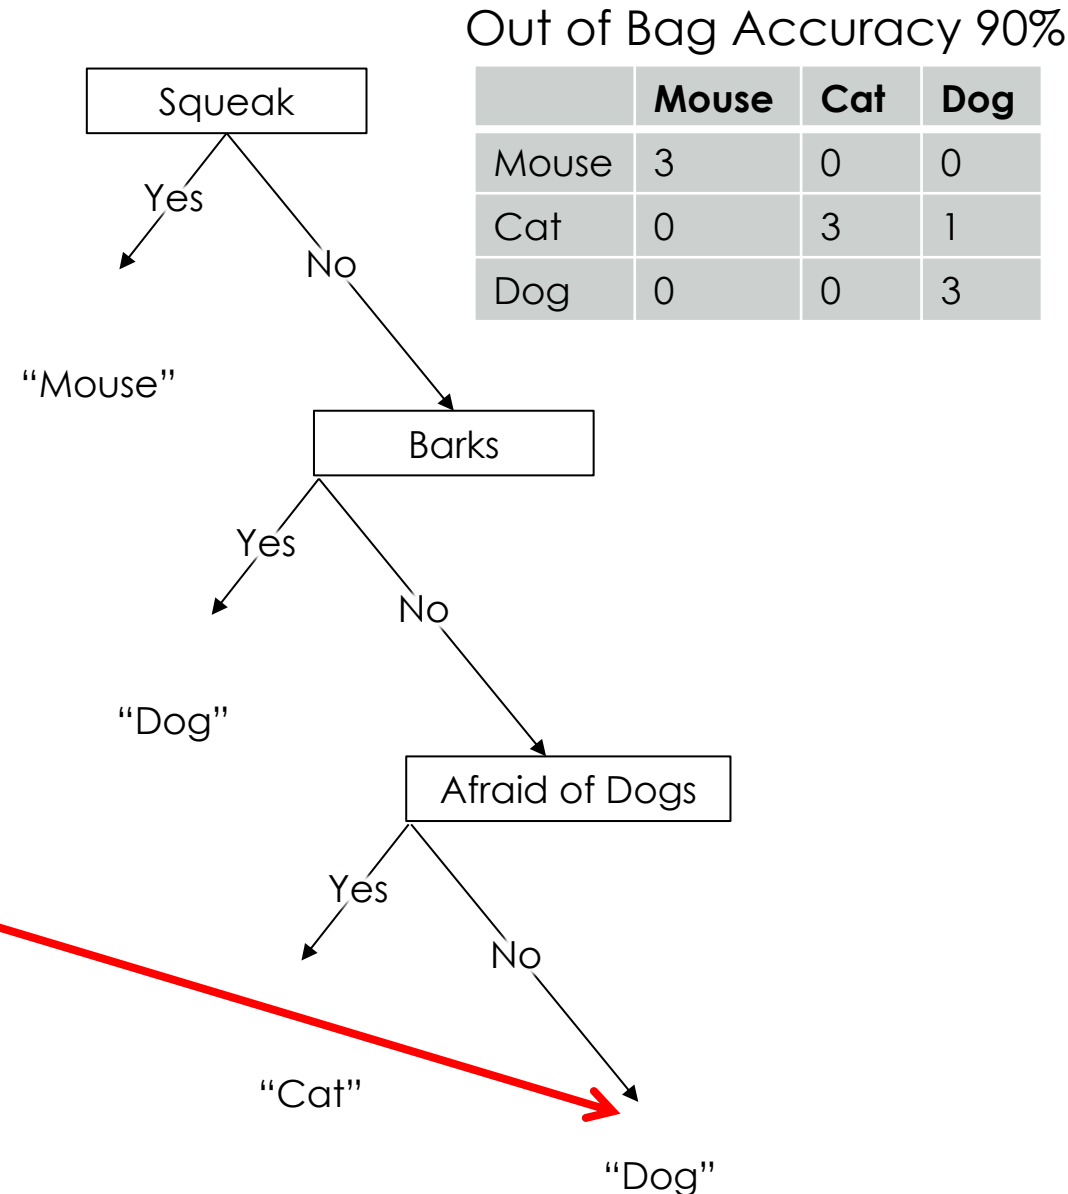 Out of Bag Accuracy 90%
Squeak
Mouse Cat Dog
Mouse 3 0 0
Cat 0 3 1
Dog 0 0 3
Yes
No
“Mouse”
Barks
Yes
No
“Dog”
Afraid of Dogs
Yes
No
“Cat”
“Dog”